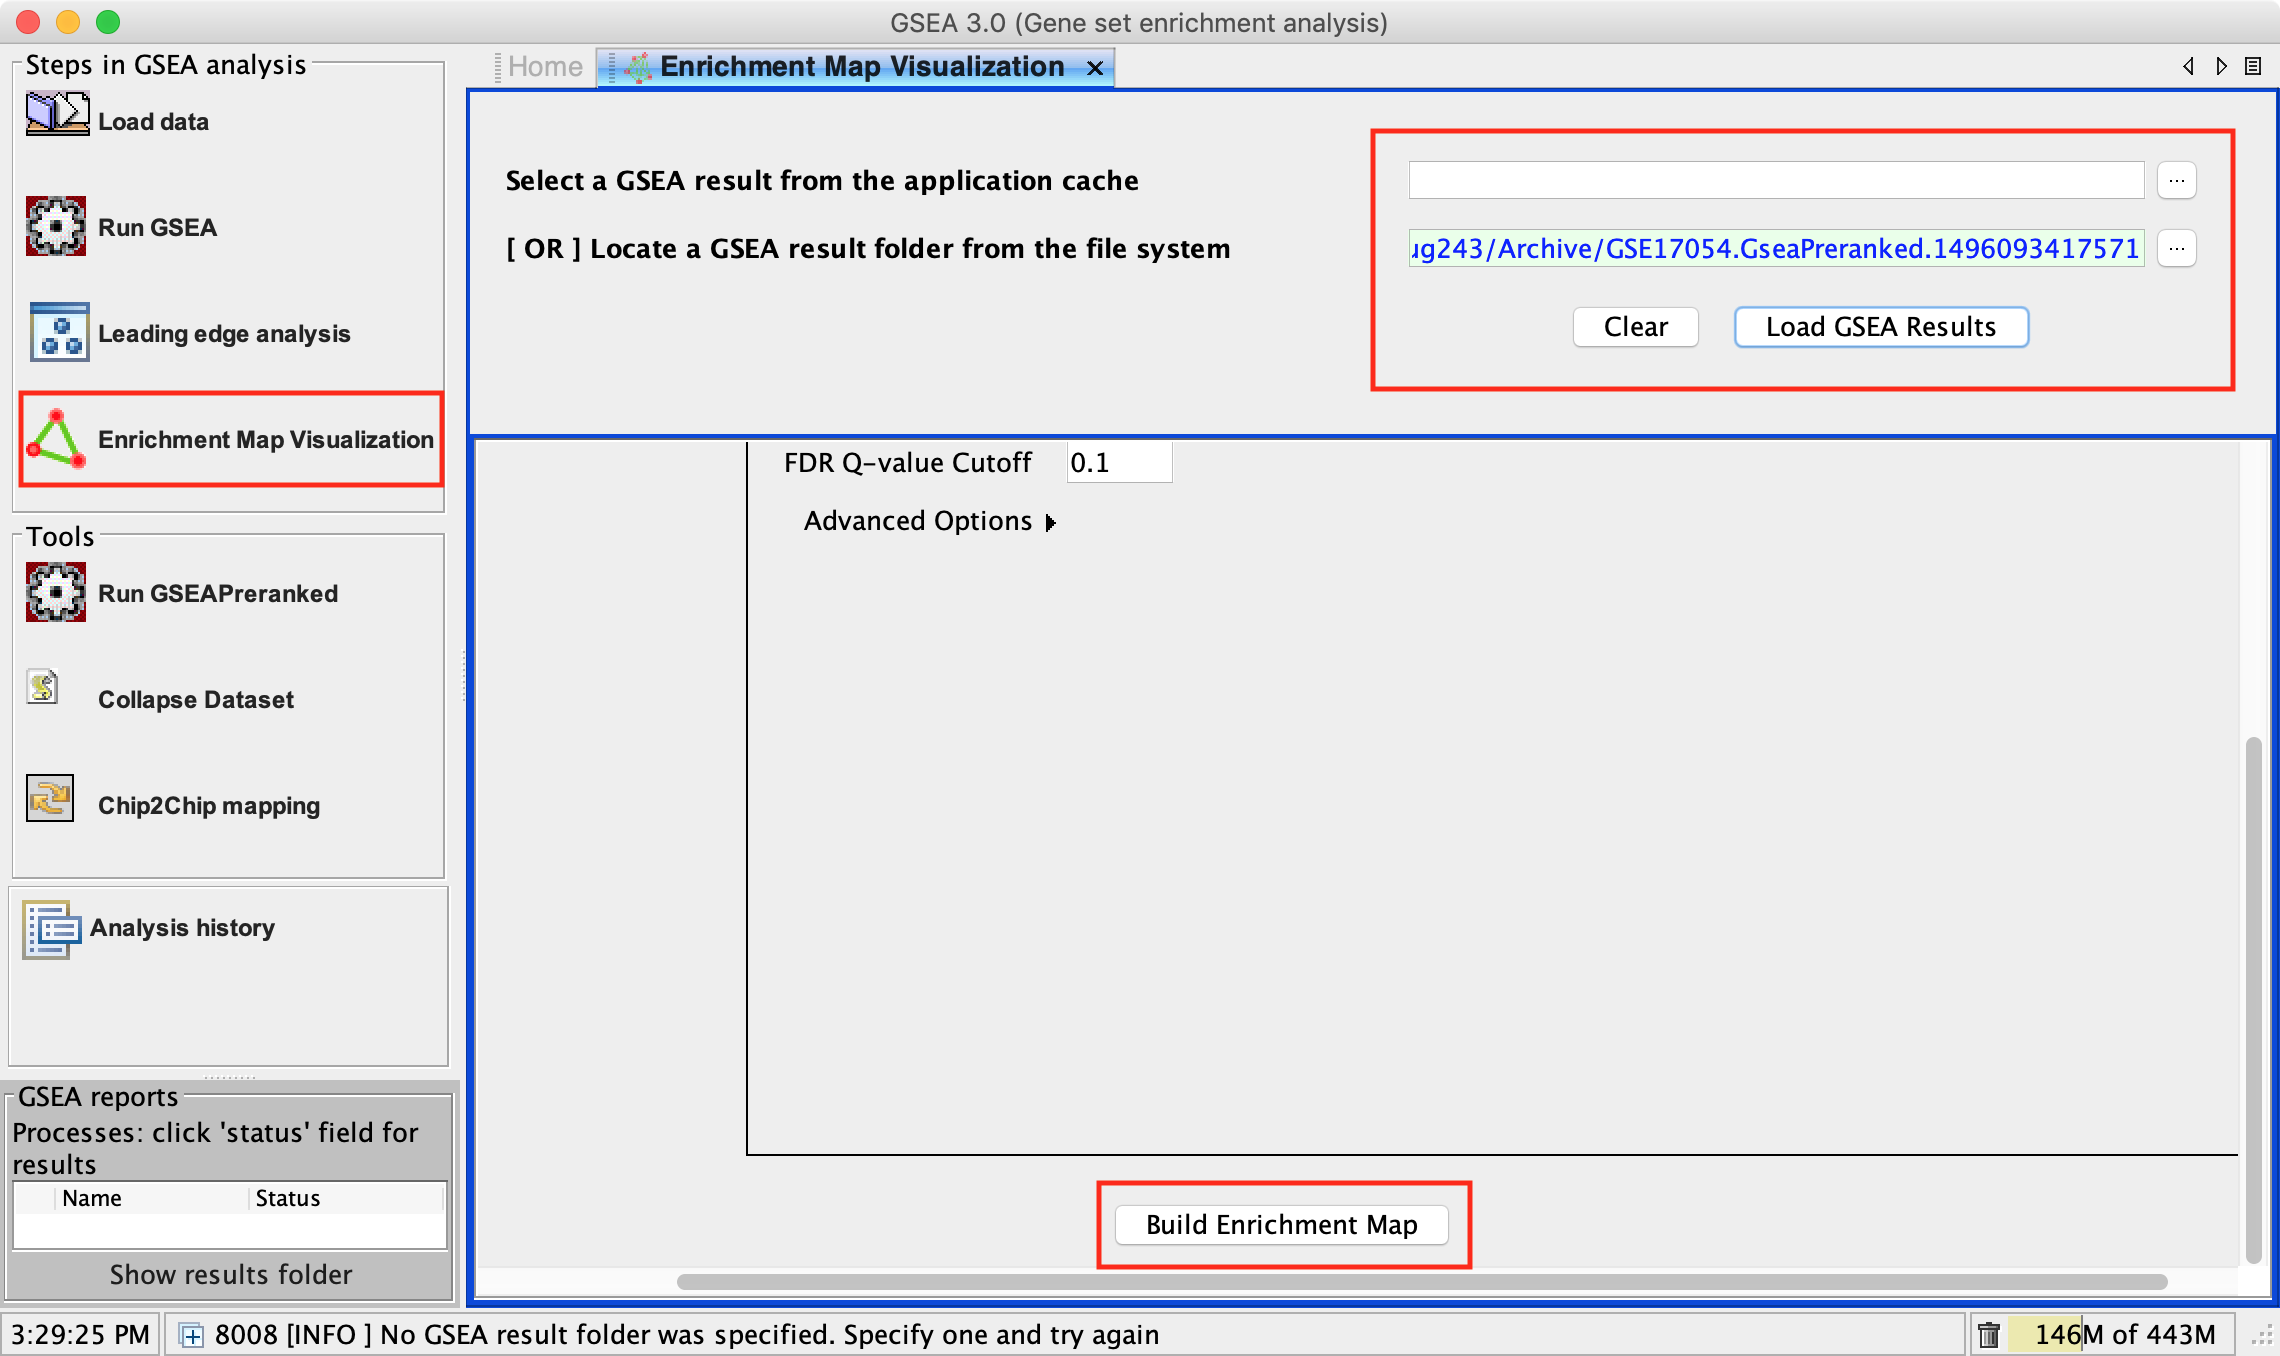 GSEA 3.0 (Gene set enrichment analysis)
Steps in GSEA analysis
Load data
Run GSEA
Leading edge analysis
Enrichment Map Visualization
Tools
Run GSEAPreranked
Collapse Dataset
Chip2Chip mapping
Analysis history
GSEA reports
Processes: click 'status' field for
results
Name Status
Show results folder
Home Enrichment Map Visualization
Select a GSEA result from the application cache ...
[ OR ] Locate a GSEA result folder from the file system ug243/Archive/GSE17054.GseaPreranked.1496093417571 ...
Clear Load GSEA Results
FDR Q-value Cutoff 0.1
Advanced Options
Build Enrichment Map
3:29:25 PM 8008 [INFO ] No GSEA result folder was specified. Specify one and try again 146M of 443M